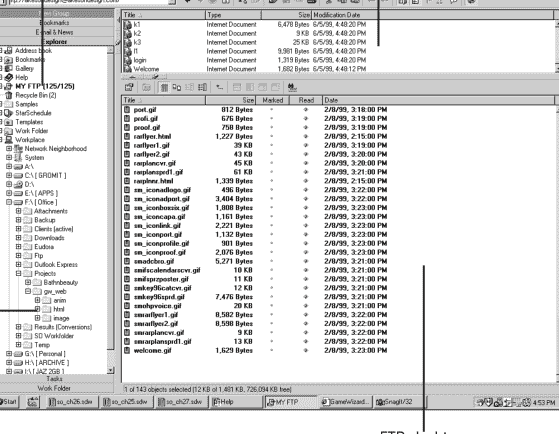 New Group
Bookmarks
E-mail & News
Explorer
Address book
Bookmarks
Gallery
Help
MY FTP (125/125)
Recycle Bin (2)
Samples
StarSchedule
Templates
Work Folder
Workplace
Network Neighborhood
System
A:\
C:\ [ GROMIT ]
D:\
E:\ [ APPS ]
F:\ [ Office ]
Attachments
Backup
Clients (active)
Downloads
Eudora
Ftp
Outlook Express
Projects
Bathnbeauty
gw_web
anim
html
image
Results (Conversions)
SO Workfolder
Temp
G:\ [ Personal ]
H:\ [ ARCHIVE ]
I:\ [ JAZ 2GB ]
Tasks
Work Folder
Title Type Size Modification Date
k1 Internet Document 6,478 Bytes 6/5/99, 4:48:20 PM
k2 Internet Document 9 KB 6/5/99, 4:48:20 PM
k3 Internet Document 25 KB 6/5/99, 4:48:20 PM
l1 Internet Document 9,981 Bytes 6/5/99, 4:48:20 PM
login Internet Document 1,319 Bytes 6/5/99, 4:48:20 PM
Welcome Internet Document 1,682 Bytes 6/6/99, 4:58:12 PM
Title Size Marked Read Date
port.gif 812 Bytes 2/8/99, 3:18:00 PM
profi.gif 676 Bytes 2/8/99, 3:19:00 PM
proof.gif 758 Bytes 2/8/99, 3:19:00 PM
rarflyer.html 1,227 Bytes 2/8/99, 2:15:00 PM
rarflyer1.gif 39 KB 2/8/99, 3:20:00 PM
rarflyer2.gif 43 KB 2/8/99, 3:20:00 PM
rarplancvr.gif 45 KB 2/8/99, 3:20:00 PM
rarplansprd1.gif 61 KB 2/8/99, 3:21:00 PM
rarplnnr.html 1,339 Bytes 2/8/99, 2:15:00 PM
sm_iconadlogo.gif 496 Bytes 2/8/99, 3:22:00 PM
sm_iconadport.gif 3,404 Bytes 2/8/99, 3:22:00 PM
sm_iconboxsix.gif 1,808 Bytes 2/8/99, 3:23:00 PM
sm_iconcapa.gif 1,161 Bytes 2/8/99, 3:23:00 PM
sm_iconlink.gif 2,221 Bytes 2/8/99, 3:23:00 PM
sm_iconport.gif 1,132 Bytes 2/8/99, 3:23:00 PM
sm_iconprofile.gif 901 Bytes 2/8/99, 3:23:00 PM
sm_iconproof.gif 2,076 Bytes 2/8/99, 3:23:00 PM
smadcbro.gif 5,271 Bytes 2/8/99, 3:21:00 PM
smifscalendarscvr.gif 10 KB 2/8/99, 3:21:00 PM
smifsprzposter.gif 11 KB 2/8/99, 3:21:00 PM
smkey96catcvr.gif 12 KB 2/8/99, 3:21:00 PM
smkey96sprd.gif 7,476 Bytes 2/8/99, 3:21:00 PM
smohpvoice.gif 20 KB 2/8/99, 3:21:00 PM
smrarflyer1.gif 8,582 Bytes 2/8/99, 3:22:00 PM
smrarflyer2.gif 8,598 Bytes 2/8/99, 3:22:00 PM
smrarplancvr.gif 9 KB 2/8/99, 3:22:00 PM
smrarplansprd1.gif 13 KB 2/8/99, 3:22:00 PM
welcome.gif 1,629 Bytes 2/8/99, 3:22:00 PM
1 of 143 objects selected (12 KB of 1,481 KB, 726,094 KB free)
Start so_ch26.sdw so_ch25.sdw so_ch27.sdw Help MY FTP GameWizard... SnagIt/32 4:53 PM